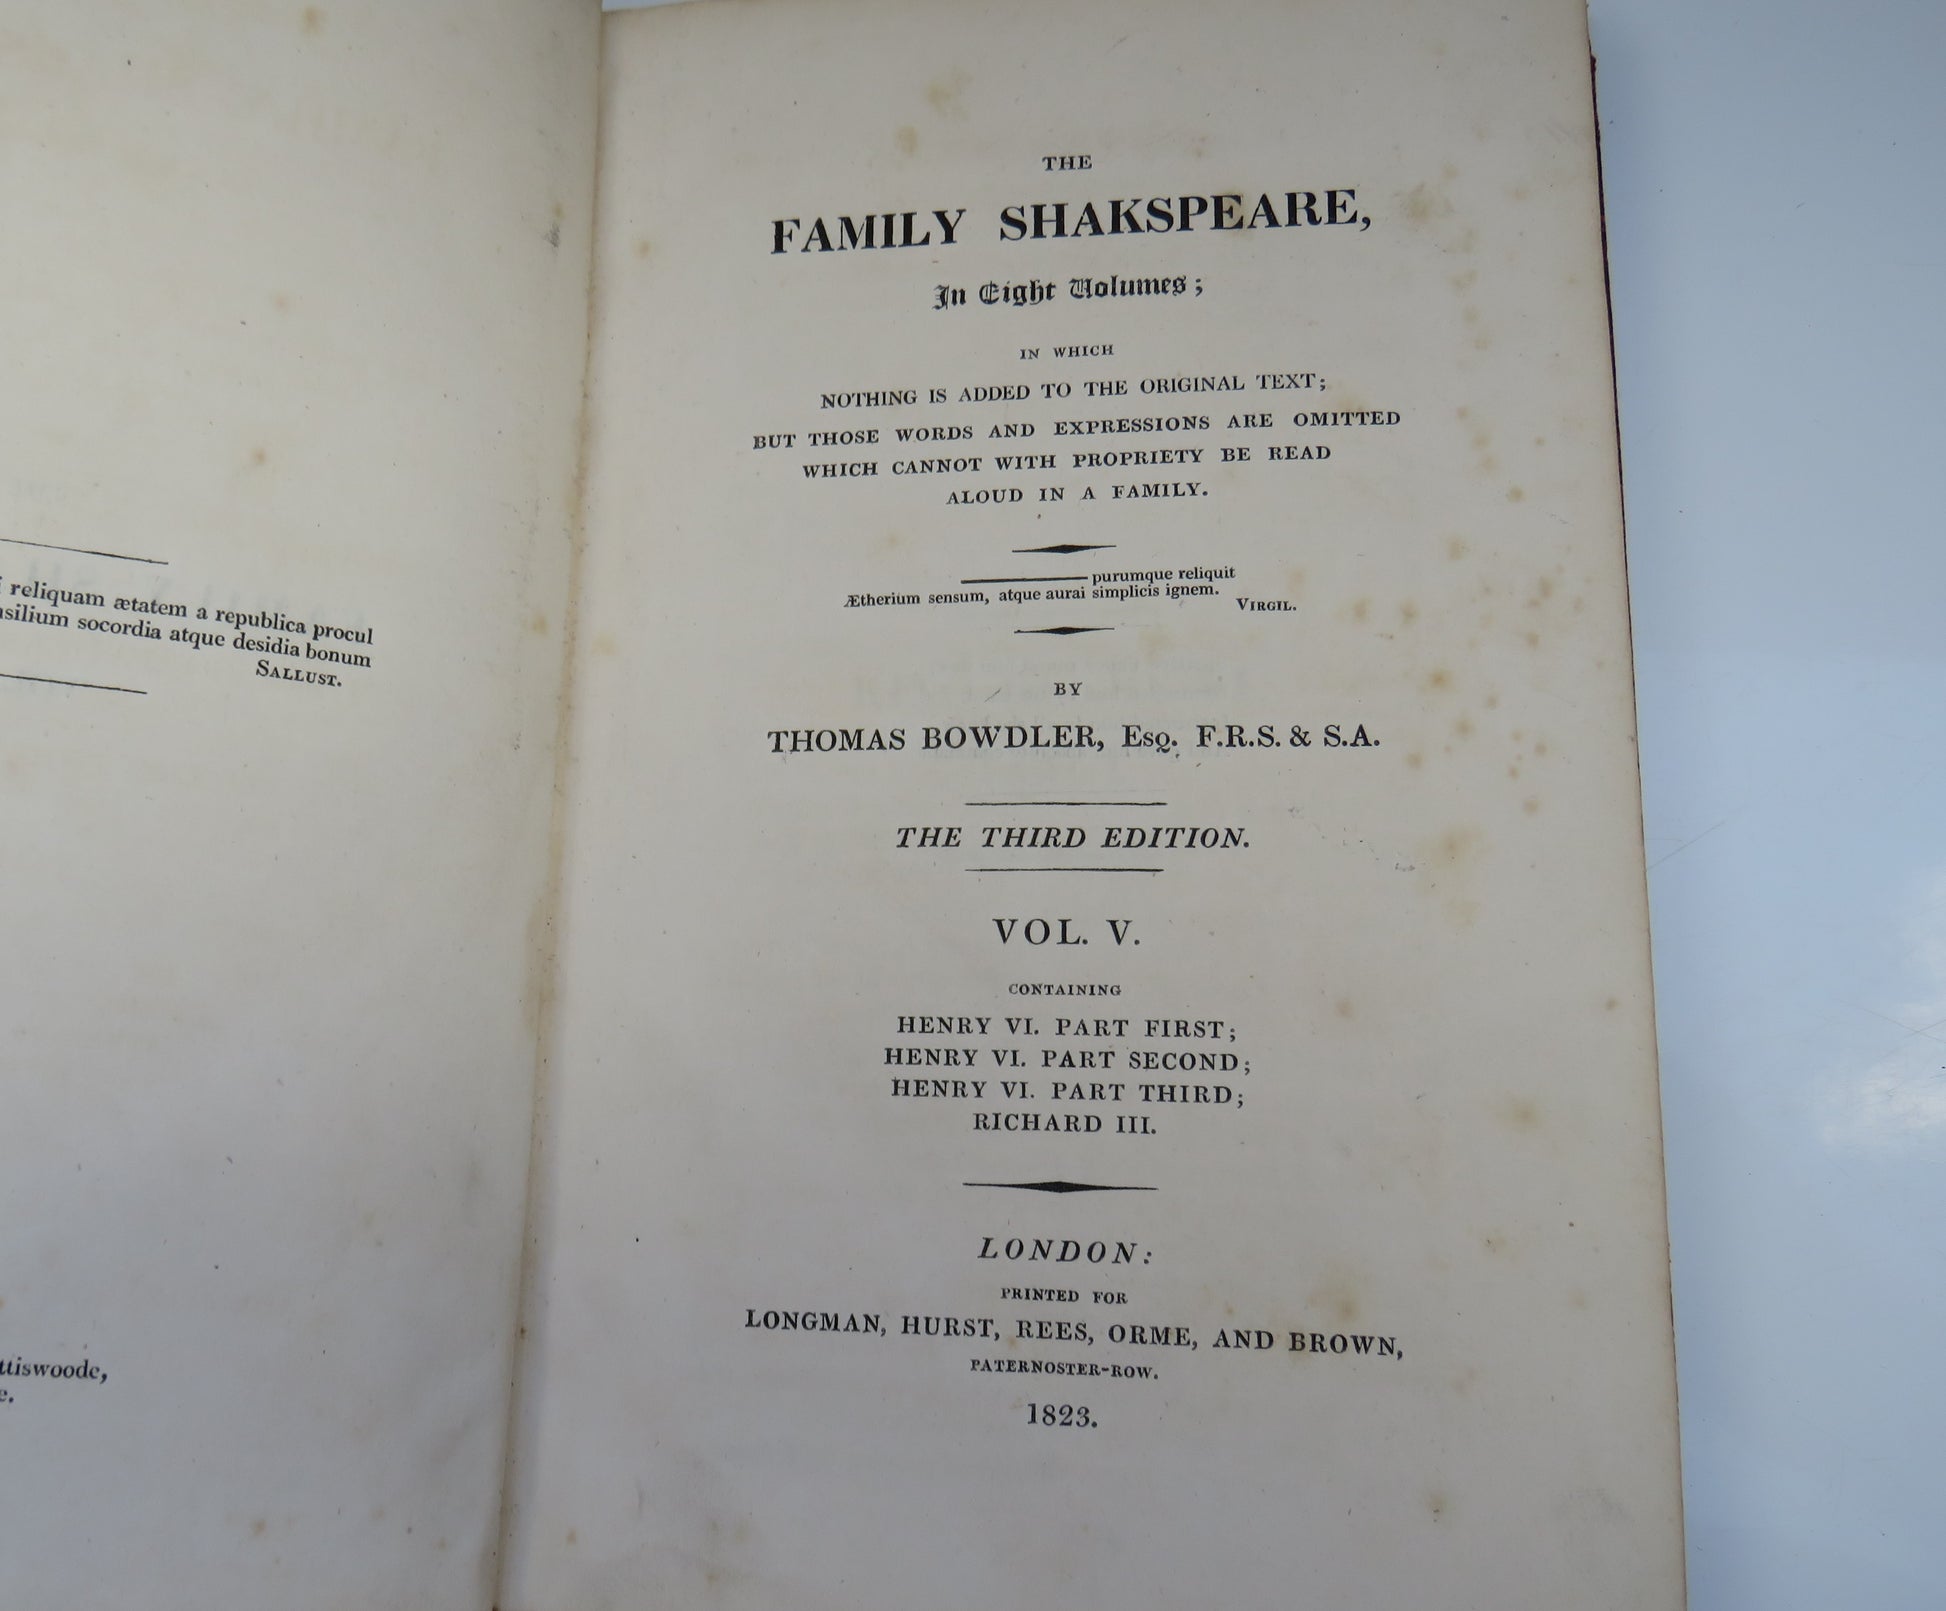 reliquam ætatem a republica procul
silium socordia atque desidia bonum
SALLUST.
ttiswoode,
THE
FAMILY SHAKSPEARE,
In Eight Volumes;
IN WHICH
NOTHING IS ADDED TO THE ORIGINAL TEXT;
BUT THOSE WORDS AND EXPRESSIONS ARE OMITTED
WHICH CANNOT WITH PROPRIETY BE READ
ALOUD IN A FAMILY.
purumque reliquit
Ætherium sensum, atque aurai simplicis ignem.
VIRGIL.
BY
THOMAS BOWDLER, ESQ. F.R.S. & S.A.
THE THIRD EDITION.
VOL. V.
CONTAINING
HENRY VI. PART FIRST;
HENRY VI. PART SECOND;
HENRY VI. PART THIRD;
RICHARD III.
LONDON:
PRINTED FOR
LONGMAN, HURST, REES, ORME, AND BROWN,
PATERNOSTER-ROW.
1823.